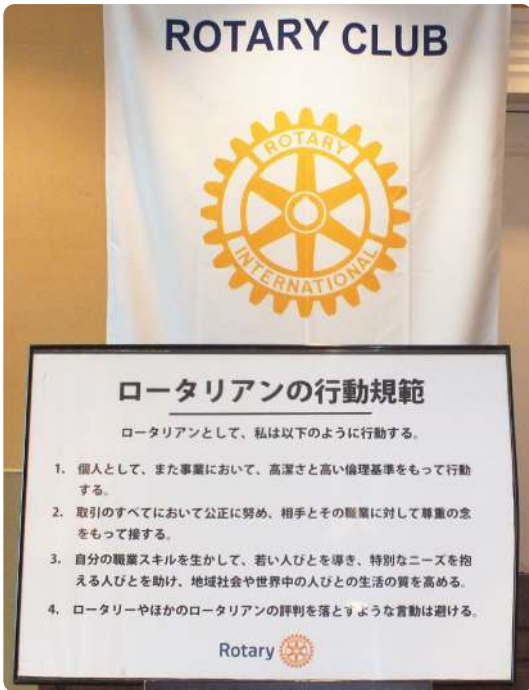 ROTARY CLUB
ROTARY
INTERNATIONAL
ロータリアンの行動規範
ロータリアンとして、私は以下のように行動する。
1. 個人として、また事業において、高潔さと高い倫理基準をもって行動
する。
2. 取引のすべてにおいて公正に努め、相手とその職業に対して尊重の念
をもって接する。
3. 自分の職業スキルを生かして、若い人びとを導き、特別なニーズを抱
える人びとを助け、地域社会や世界中の人びとの生活の質を高める。
4. ロータリーやほかのロータリアンの評判を落とすような言動は避ける。
Rotary